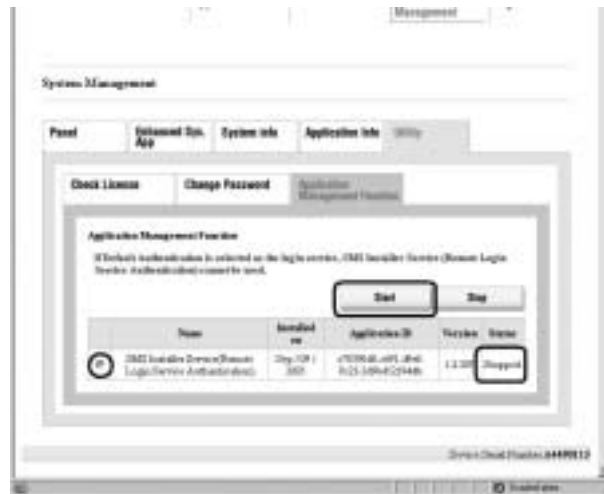 Management
System Management
Panel
Enhanced Sys. App
System info
Application Info
Utility
Check License
Change Password
Application Management Function
Application Management Function
If Default Authentication is selected as the login service, SMS Installer Service (Remote Login
Service Authentication) cannot be used.
Start
Stop
Name
Installed on
Application ID
Version
Status
SMS Installer Service(Remote
Login Service Authentication)
Stopped
Device Serial Number:
Trusted sites